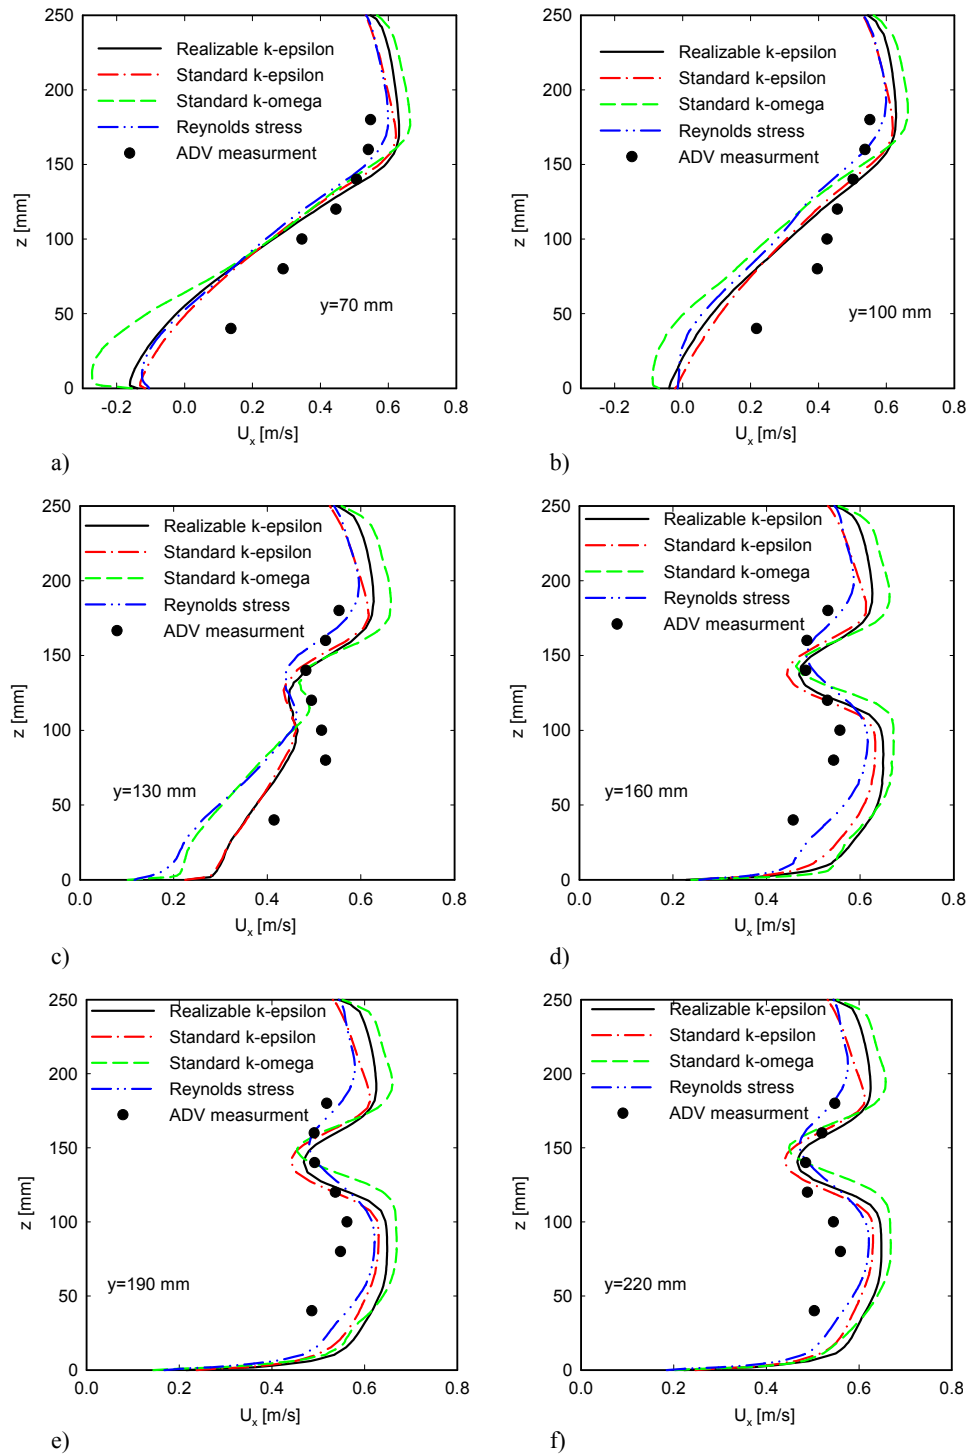 250
200
150
100
50
0
z [mm]
Realizable k-epsilon
Standard k-epsilon
Standard k-omega
Reynolds stress
ADV measurment
y=70 mm
-0.2 0.0 0.2 0.4 0.6 0.8
U_x [m/s]
a)
250
200
150
100
50
0
z [mm]
Realizable k-epsilon
Standard k-epsilon
Standard k-omega
Reynolds stress
ADV measurment
y=100 mm
-0.2 0.0 0.2 0.4 0.6 0.8
U_x [m/s]
b)
250
200
150
100
50
0
z [mm]
Realizable k-epsilon
Standard k-epsilon
Standard k-omega
Reynolds stress
ADV measurment
y=130 mm
0.0 0.2 0.4 0.6 0.8
U_x [m/s]
c)
250
200
150
100
50
0
z [mm]
Realizable k-epsilon
Standard k-epsilon
Standard k-omega
Reynolds stress
ADV measurment
y=160 mm
0.0 0.2 0.4 0.6 0.8
U_x [m/s]
d)
250
200
150
100
50
0
z [mm]
Realizable k-epsilon
Standard k-epsilon
Standard k-omega
Reynolds stress
ADV measurment
y=190 mm
0.0 0.2 0.4 0.6 0.8
U_x [m/s]
e)
250
200
150
100
50
0
z [mm]
Realizable k-epsilon
Standard k-epsilon
Standard k-omega
Reynolds stress
ADV measurment
y=220 mm
0.0 0.2 0.4 0.6 0.8
U_x [m/s]
f)